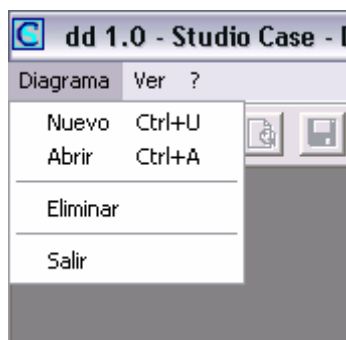 dd 1.0 - Studio Case -
Diagrama Ver ?
Nuevo Ctrl+U
Abrir Ctrl+A
Eliminar
Salir